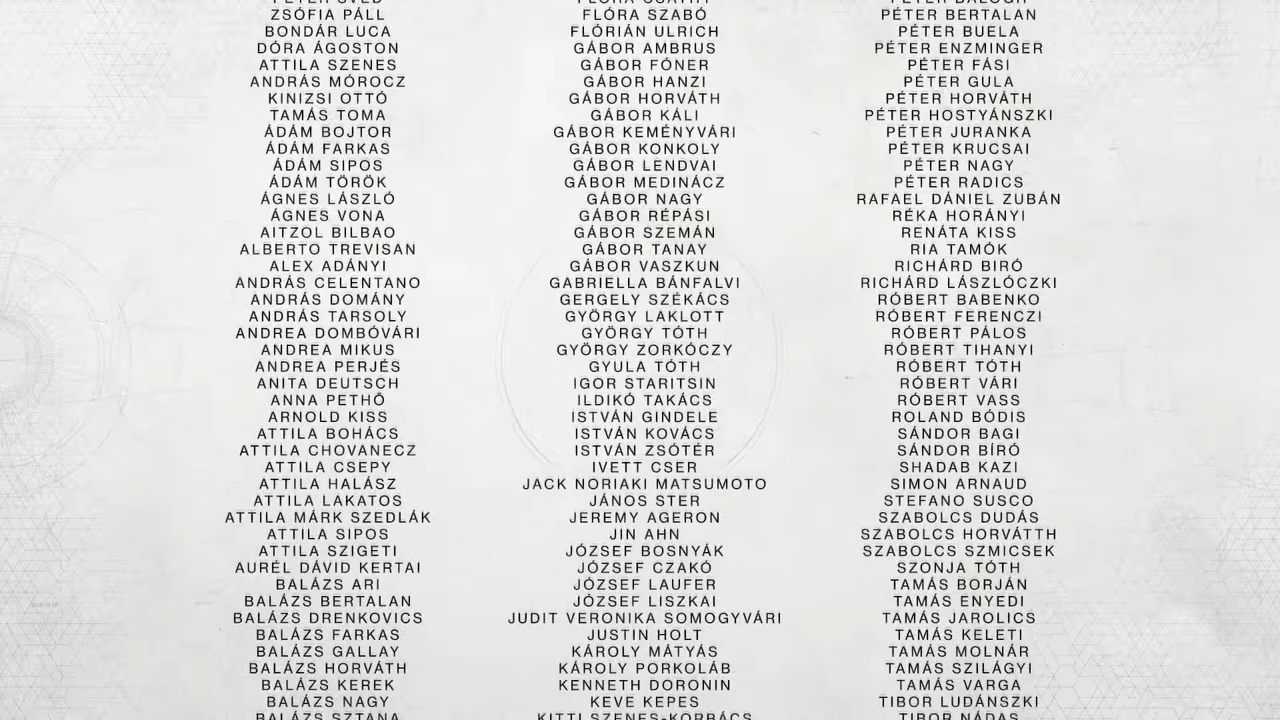 ZSÓFIA PÁLL
BONDÁR LUCA
DÓRA ÁGOSTON
ATTILA SZENES
ANDRÁS MÓROCZ
KINIZSI OTTÓ
TAMÁS TOMA
ÁDÁM BOJTOR
ÁDÁM FARKAS
ÁDÁM SIPOS
ÁDÁM TÖRÖK
ÁGNES LÁSZLÓ
ÁGNES VONA
AITZOL BILBAO
ALBERTO TREVISAN
ALEX ADÁNYI
ANDRÁS CELENTANO
ANDRÁS DOMÁNY
ANDRÁS TARSOLY
ANDREA DOMBÓVÁRI
ANDREA MIKUS
ANDREA PERJÉS
ANITA DEUTSCH
ANNA PETHŐ
ARNOLD KISS
ATTILA BOHÁCS
ATTILA CHOVANECZ
ATTILA CSEPY
ATTILA HALÁSZ
ATTILA LAKATOS
ATTILA MÁRK SZEDLÁK
ATTILA SIPOS
ATTILA SZIGETI
AURÉL DÁVID KERTAI
BALÁZS ARI
BALÁZS BERTALAN
BALÁZS DRENKOVICS
BALÁZS FARKAS
BALÁZS GALLAY
BALÁZS HORVÁTH
BALÁZS KEREK
BALÁZS NAGY
BALÁZS SZTANA
FLÓRA SZABÓ
FLÓRIÁN ULRICH
GÁBOR AMBRUS
GÁBOR FÓNER
GÁBOR HANZI
GÁBOR HORVÁTH
GÁBOR KÁLI
GÁBOR KEMÉNYVÁRI
GÁBOR KONKOLY
GÁBOR LENDVAI
GÁBOR MEDINÁCZ
GÁBOR NAGY
GÁBOR RÉPÁSI
GÁBOR SZEMÁN
GÁBOR TANAY
GÁBOR VASZKUN
GABRIELLA BÁNFALVI
GERGELY SZÉKÁCS
GYÖRGY LAKLOTT
GYÖRGY TÓTH
GYÖRGY ZORKÓCZY
GYULA TÓTH
IGOR STARITSIN
ILDIKÓ TAKÁCS
ISTVÁN GINDELE
ISTVÁN KOVÁCS
ISTVÁN ZSÓTÉR
IVETT CSER
JACK NORIAKI MATSUMOTO
JÁNOS STER
JEREMY AGERON
JIN AHN
JÓZSEF BOSNYÁK
JÓZSEF CZAKÓ
JÓZSEF LAUFER
JÓZSEF LISZKAI
JUDIT VERONIKA SOMOGYVÁRI
JUSTIN HOLT
KÁROLY MÁTYÁS
KÁROLY PORKOLÁB
KENNETH DORONIN
KEVE KEPES
KITTI SZENES-KORBÁCS
PÉTER BALOGH
PÉTER BERTALAN
PÉTER BUELA
PÉTER ENZMINGER
PÉTER FÁSI
PÉTER GULA
PÉTER HORVÁTH
PÉTER HOSTYÁNSZKI
PÉTER JURANKA
PÉTER KRUCSAI
PÉTER NAGY
PÉTER RADICS
RAFAEL DÁNIEL ZUBÁN
RÉKA HORÁNYI
RENÁTA KISS
RIA TAMÓK
RICHÁRD BIRÓ
RICHÁRD LÁSZLÓCZKI
RÓBERT BABENKO
RÓBERT FERENCZI
RÓBERT PÁLOS
RÓBERT TIHANYI
RÓBERT TÓTH
RÓBERT VÁRI
RÓBERT VASS
ROLAND BÓDIS
SÁNDOR BAGI
SÁNDOR BÍRÓ
SHADAB KAZI
SIMON ARNAUD
STEFANO SUSCO
SZABOLCS DUDÁS
SZABOLCS HORVÁTTH
SZABOLCS SZMICSEK
SZONJA TÓTH
TAMÁS BORJÁN
TAMÁS ENYEDI
TAMÁS JAROLICS
TAMÁS KELETI
TAMÁS MOLNÁR
TAMÁS SZILÁGYI
TAMÁS VARGA
TIBOR LUDÁNSZKI
TIBOR NÁDAS